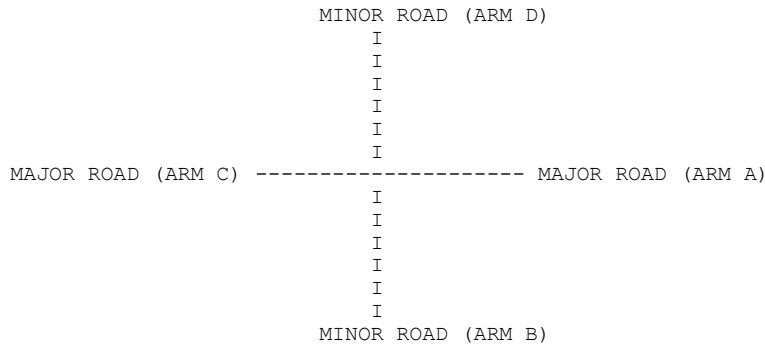 MINOR ROAD (ARM D)
I
I
I
I
I
I
MAJOR ROAD (ARM C) --------------------- MAJOR ROAD (ARM A)
I
I
I
I
I
I
MINOR ROAD (ARM B)